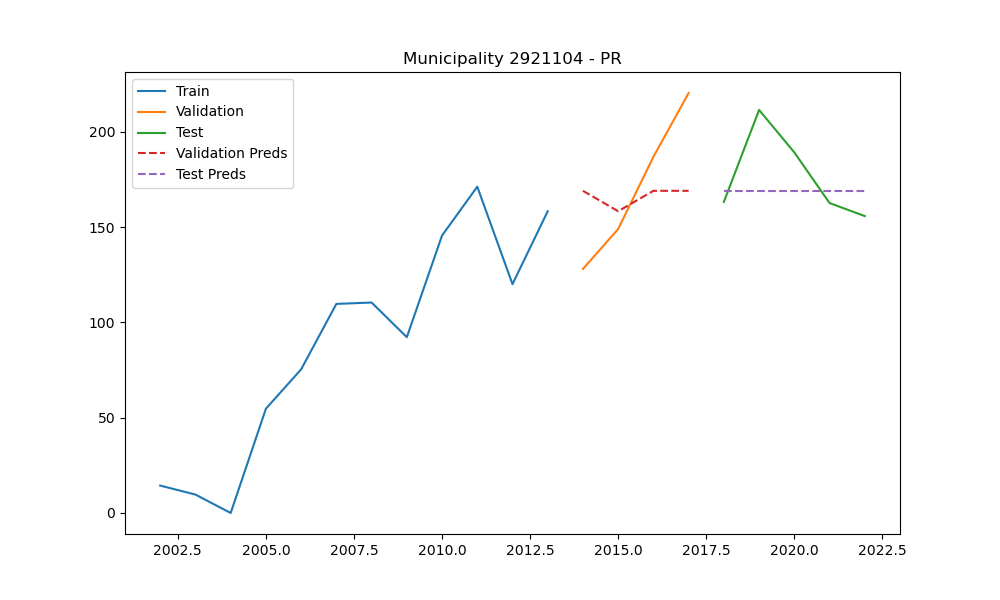 Municipality 2921104 - PR
Train
Validation
Test
Validation Preds
Test Preds
200
150
100
50
0
2002.5 2005.0 2007.5 2010.0 2012.5 2015.0 2017.5 2020.0 2022.5